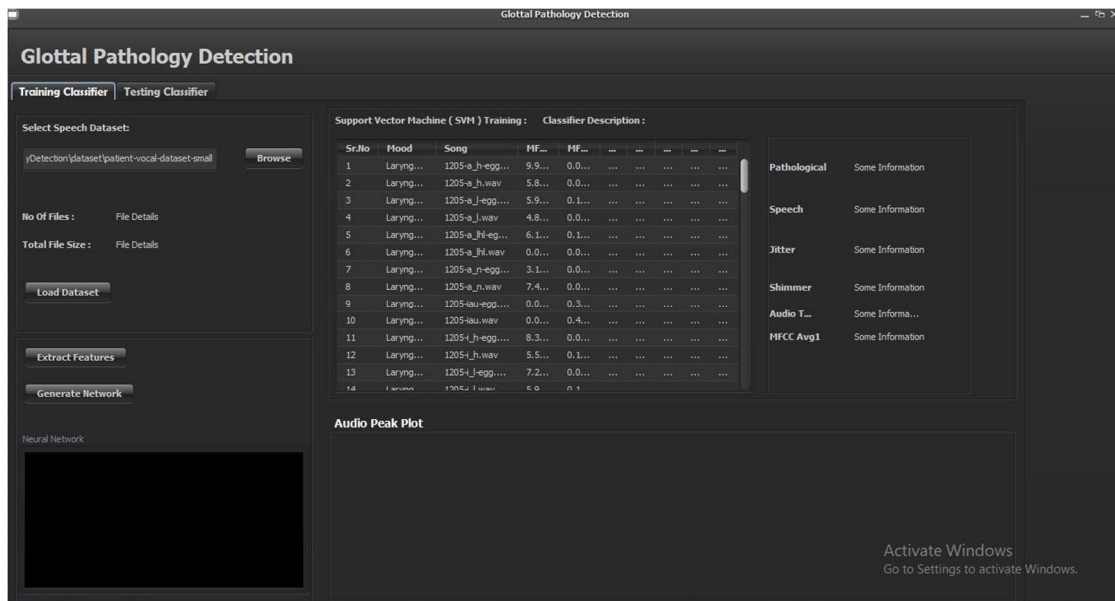 Glottal Pathology Detection
Glottal Pathology Detection
Training Classifier Testing Classifier
Select Speech Dataset:
yDetection\dataset\patient-vocal-dataset-small Browse
No Of Files : File Details
Total File Size : File Details
Load Dataset
Extract Features
Generate Network
Neural Network
Support Vector Machine ( SVM ) Training : Classifier Description :
Sr.No Mood Song MF... MF... ... ... ... ... ...
1 Laryng... 1205-a_h-egg... 9.9... 0.0... ... ... ... ... ...
2 Laryng... 1205-a_h.wav 5.8... 0.0... ... ... ... ... ...
3 Laryng... 1205-a_l-egg.... 5.9... 0.1... ... ... ... ... ...
4 Laryng... 1205-a_l.wav 4.8... 0.0... ... ... ... ... ...
5 Laryng... 1205-a_lhl-eg... 6.1... 0.1... ... ... ... ... ...
6 Laryng... 1205-a_lhl.wav 0.0... 0.0... ... ... ... ... ...
7 Laryng... 1205-a_n-egg... 3.1... 0.0... ... ... ... ... ...
8 Laryng... 1205-a_n.wav 7.4... 0.0... ... ... ... ... ...
9 Laryng... 1205-iau-egg.... 0.0... 0.3... ... ... ... ... ...
10 Laryng... 1205-iau.wav 0.0... 0.4... ... ... ... ... ...
11 Laryng... 1205-i_h-egg.... 8.3... 0.0... ... ... ... ... ...
12 Laryng... 1205-i_h.wav 5.5... 0.1... ... ... ... ... ...
13 Laryng... 1205-i_l-egg.... 7.2... 0.0... ... ... ... ... ...
14 Laryng 1205-i_l.wav 5.9 0.1
Pathological Some Information
Speech Some Information
Jitter Some Information
Shimmer Some Information
Audio T... Some Informa...
MFCC Avg1 Some Information
Audio Peak Plot
Activate Windows
Go to Settings to activate Windows.